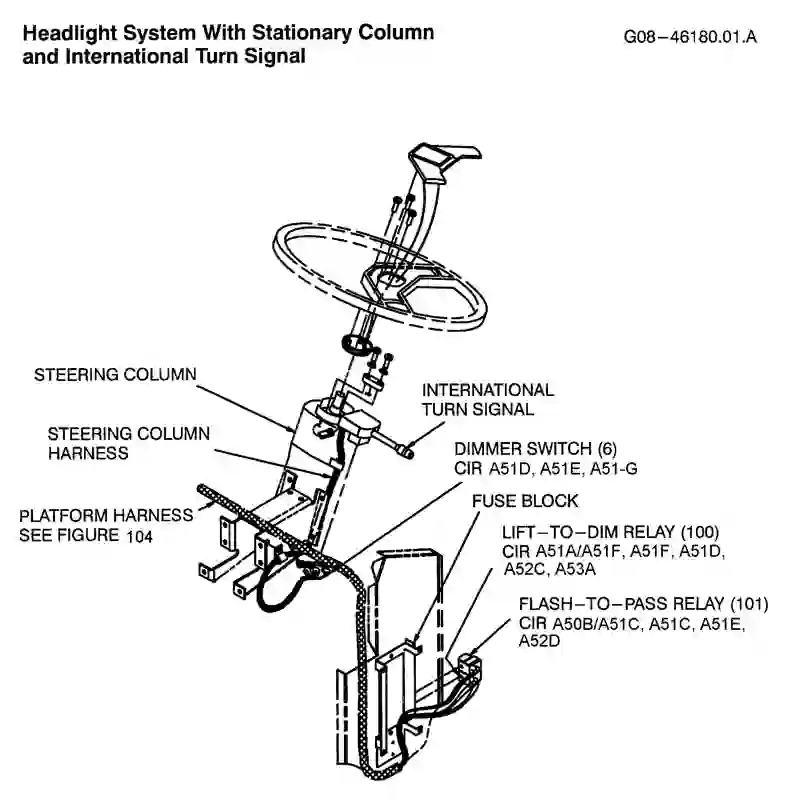 Headlight System With Stationary Column
and International Turn Signal
G08-46180.01.A
STEERING COLUMN
INTERNATIONAL
TURN SIGNAL
STEERING COLUMN
HARNESS
DIMMER SWITCH (6)
CIR A51D, A51E, A51-G
FUSE BLOCK
PLATFORM HARNESS
SEE FIGURE 104
LIFT-TO-DIM RELAY (100)
CIR A51A/A51F, A51F, A51D,
A52C, A53A
FLASH-TO-PASS RELAY (101)
CIR A50B/A51C, A51C, A51E,
A52D